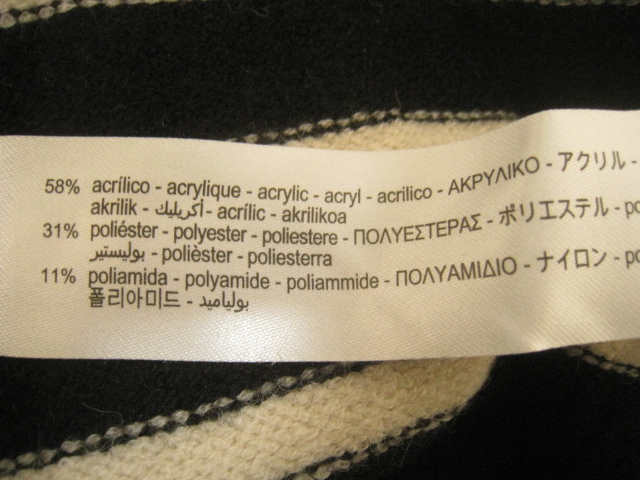 58% acrílico - acrylique - acrylic - acryl - acrilico - ΑΚΡΥΛΙΚΟ - アクリル -
akrilik - أكريليك - acrílic - akrilikoa
31% poliéster - polyester - poliestere - ΠΟΛΥΕΣΤΕΡΑΣ - ポリエステル - po
بوليستير - polièster - poliesterra
11% poliamida - polyamide - poliammide - ΠΟΛΥΑΜΙΔΙΟ - ナイロン - po
폴리아미드 - بولياميد